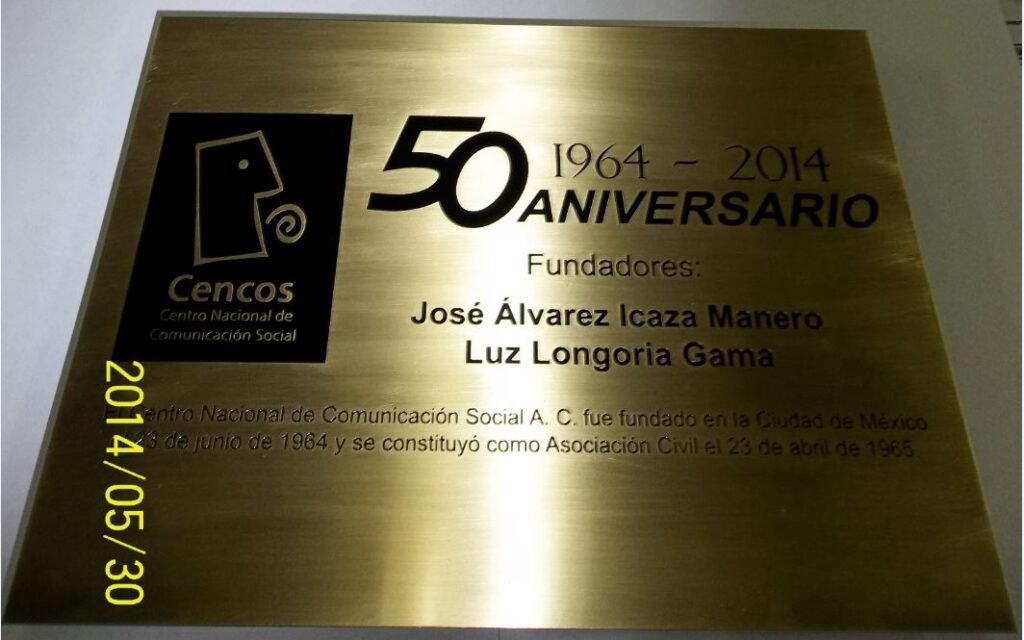 50 1964 - 2014
ANIVERSARIO
Cencos
Centro Nacional de
Comunicación Social
Fundadores:
José Álvarez Icaza Manero
Luz Longoria Gama
El Centro Nacional de Comunicación Social A. C. fue fundado en la Ciudad de México
23 de junio de 1964 y se constituyó como Asociación Civil el 23 de abril de 1965
2014/05/30